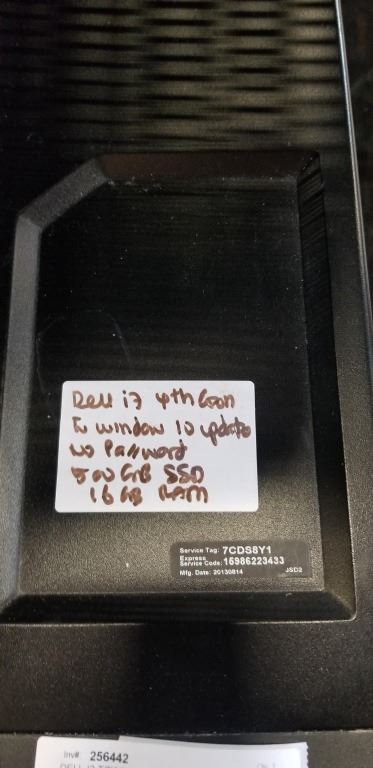 Dell i7 4th Gen
window 10 update
no Password
500 GB SSD
16 GB RAM
Service Tag: 7CDS8Y1
Express
Service Code: 16986223433
Mfg. Date: 20130814 JSD2
Inv# 256442